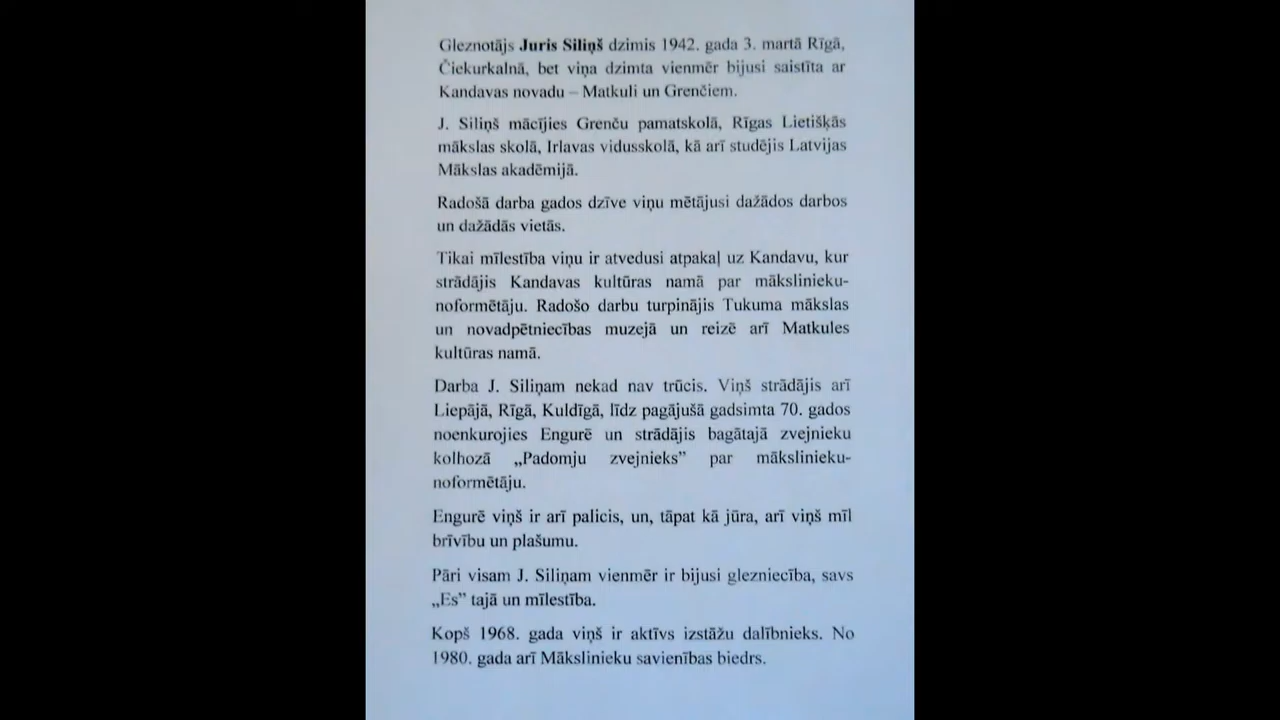 Gleznotājs Juris Siliņš dzimis 1942. gada 3. martā Rīgā,
Čiekurkalnā, bet viņa dzimta vienmēr bijusi saistīta ar
Kandavas novadu – Matkuli un Grenčiem.
J. Siliņš mācījies Grenču pamatskolā, Rīgas Lietišķās
mākslas skolā, Irlavas vidusskolā, kā arī studējis Latvijas
Mākslas akadēmijā.
Radošā darba gados dzīve viņu mētājusi dažādos darbos
un dažādās vietās.
Tikai mīlestība viņu ir atvedusi atpakaļ uz Kandavu, kur
strādājis Kandavas kultūras namā par mākslinieku-
noformētāju. Radošo darbu turpinājis Tukuma mākslas
un novadpētniecības muzejā un reizē arī Matkules
kultūras namā.
Darba J. Siliņam nekad nav trūcis. Viņš strādājis arī
Liepājā, Rīgā, Kuldīgā, līdz pagājušā gadsimta 70. gados
noenkurojies Engurē un strādājis bagātajā zvejnieku
kolhozā „Padomju zvejnieks” par mākslinieku-
noformētāju.
Engurē viņš ir arī palicis, un, tāpat kā jūra, arī viņš mīl
brīvību un plašumu.
Pāri visam J. Siliņam vienmēr ir bijusi glezniecība, savs
„Es” tajā un mīlestība.
Kopš 1968. gada viņš ir aktīvs izstāžu dalībnieks. No
1980. gada arī Mākslinieku savienības biedrs.